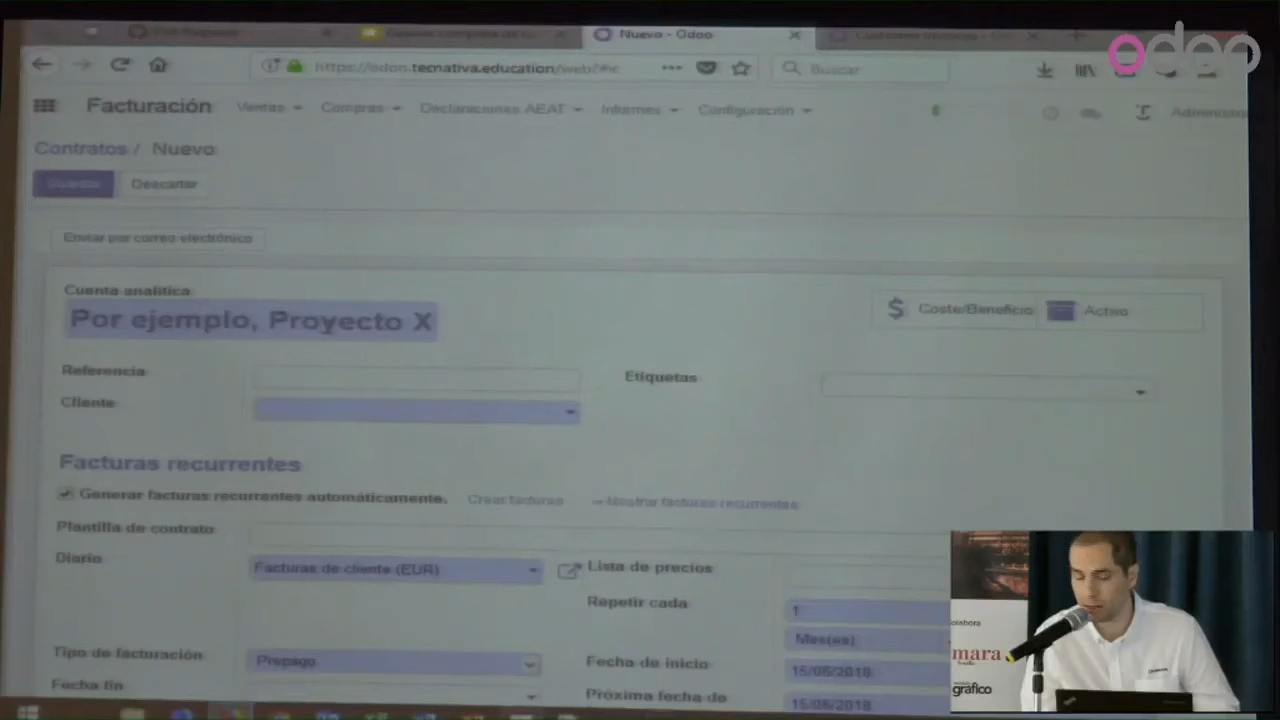 Nuevo - Odoo
odoo
https://odoo.tecnativa.education/web?#c
Buscar
Facturación Ventas Compras Declaraciones AEAT Informes Configuración
Contratos / Nuevo
Guardar Descartar
Enviar por correo electrónico
Cuenta analítica
Por ejemplo, Proyecto X
$ Coste/Beneficio Activo
Referencia
Etiquetas
Cliente
Facturas recurrentes
Generar facturas recurrentes automáticamente. Crear facturas Mostrar facturas recurrentes
Plantilla de contrato
Diario Facturas de cliente (EUR) Lista de precios
Repetir cada 1
Mes(es)
Tipo de facturación Prepago Fecha de inicio 15/06/2018
Fecha fin Próxima fecha de 15/06/2018
olabora
mara
gráfico